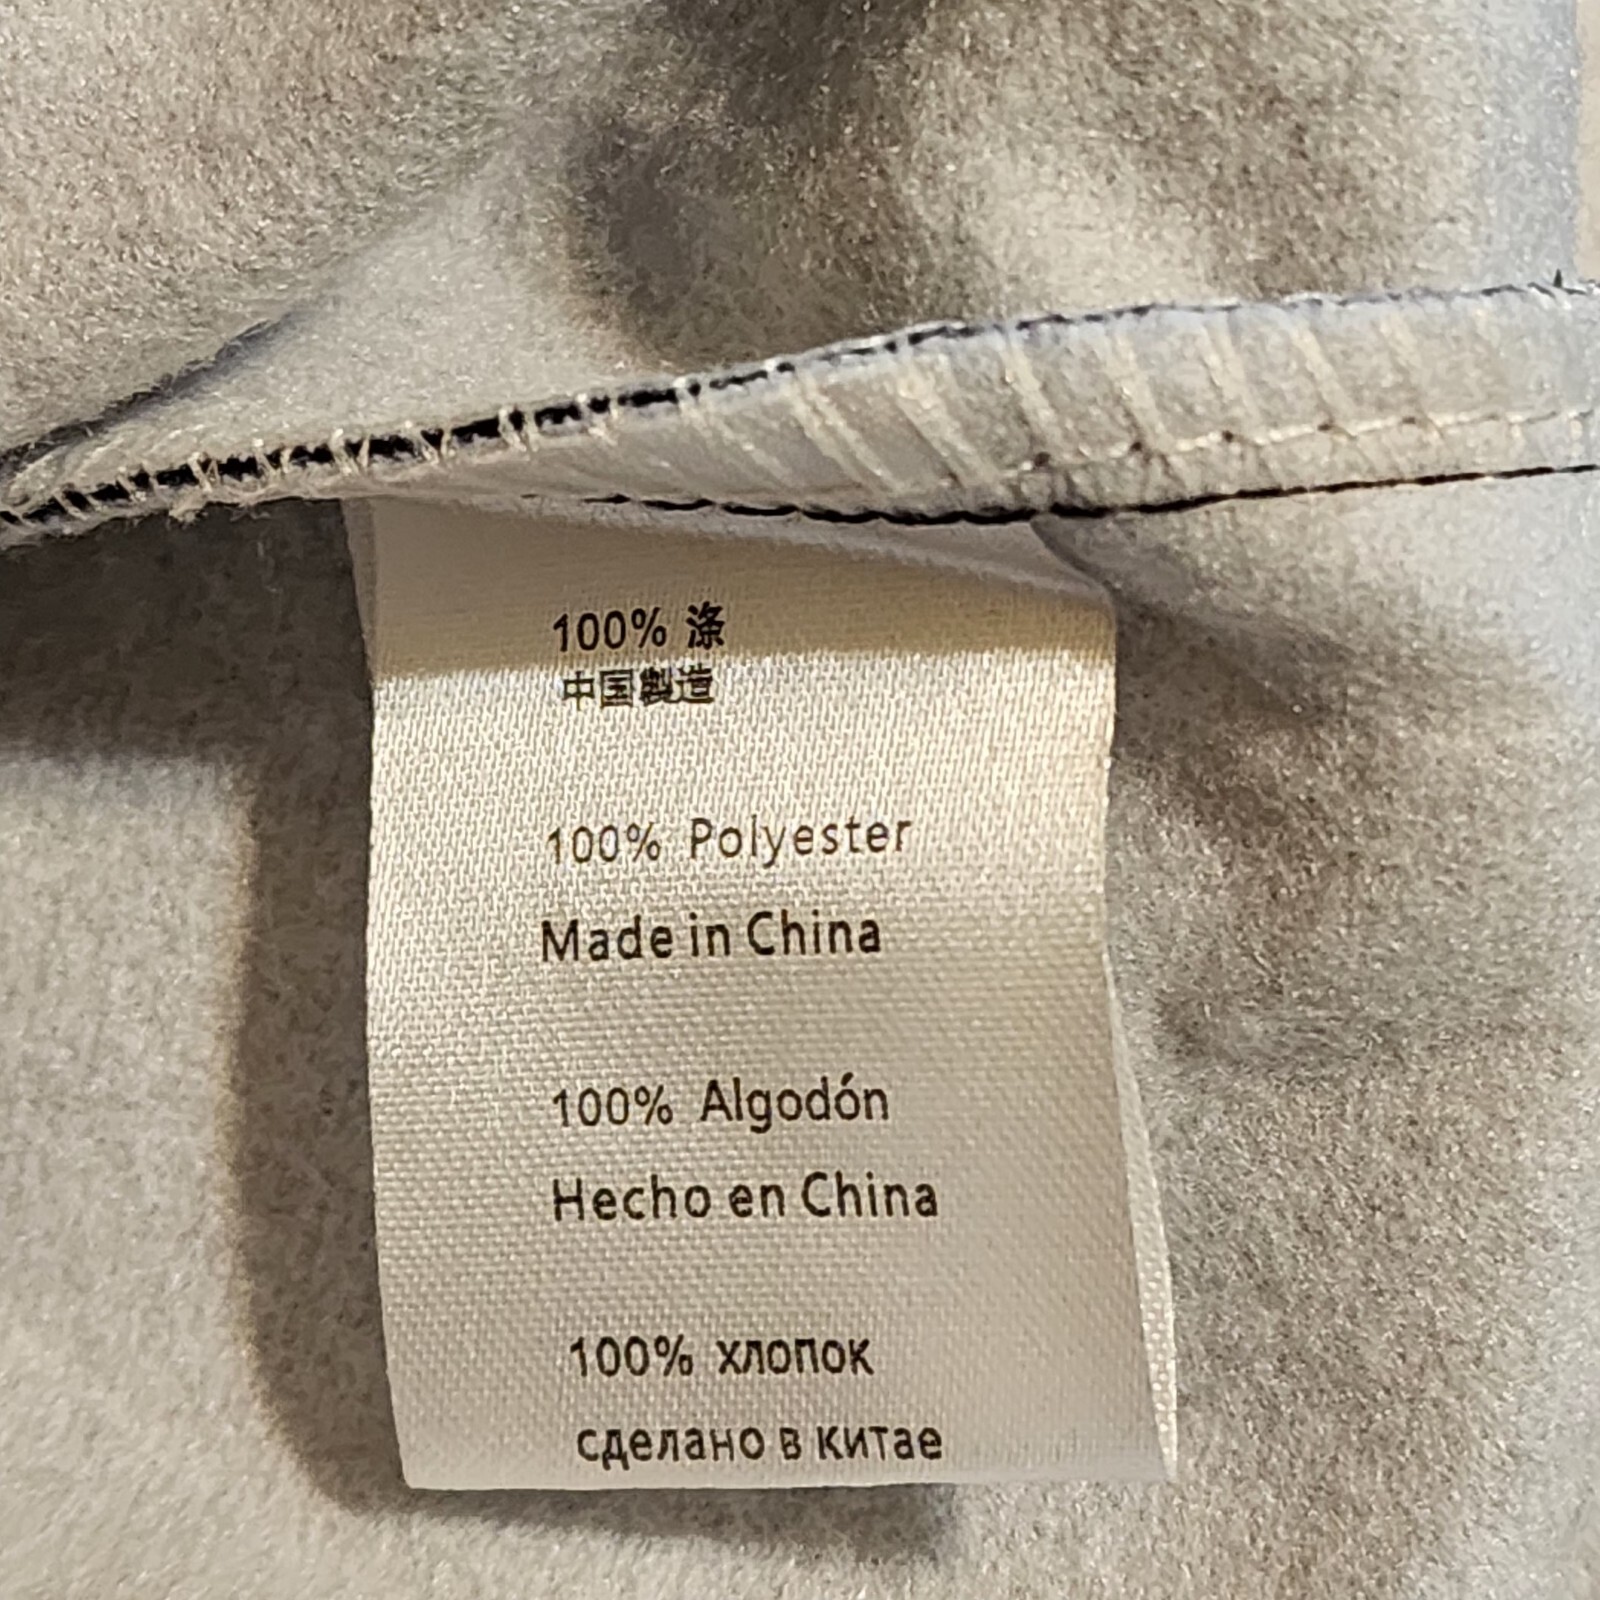 100% 涤
中国製造
100% Polyester
Made in China
100% Algodón
Hecho en China
100% хлопок
сделано в китае